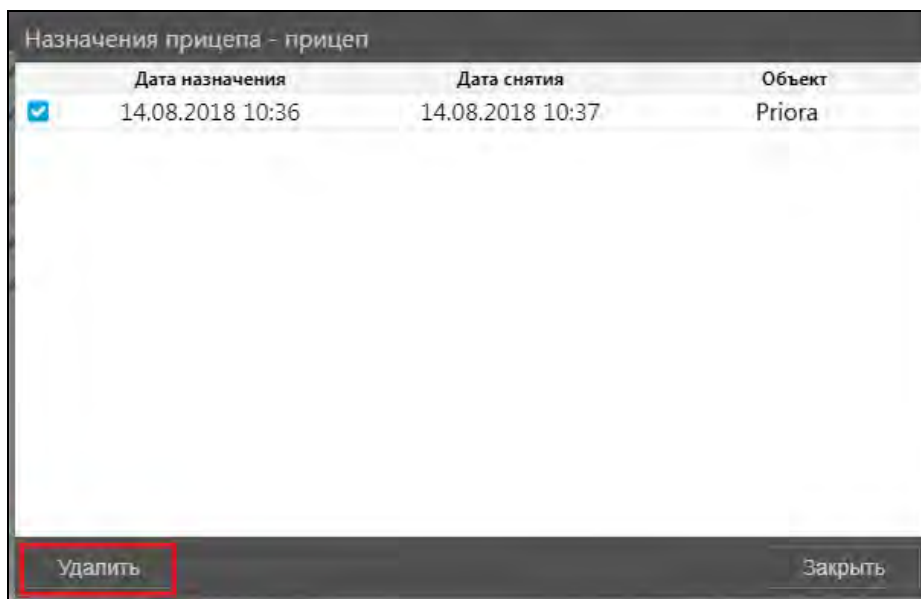 Назначения прицепа - прицеп
Дата назначения Дата снятия Объект
14.08.2018 10:36 14.08.2018 10:37 Priora
Удалить Закрыть